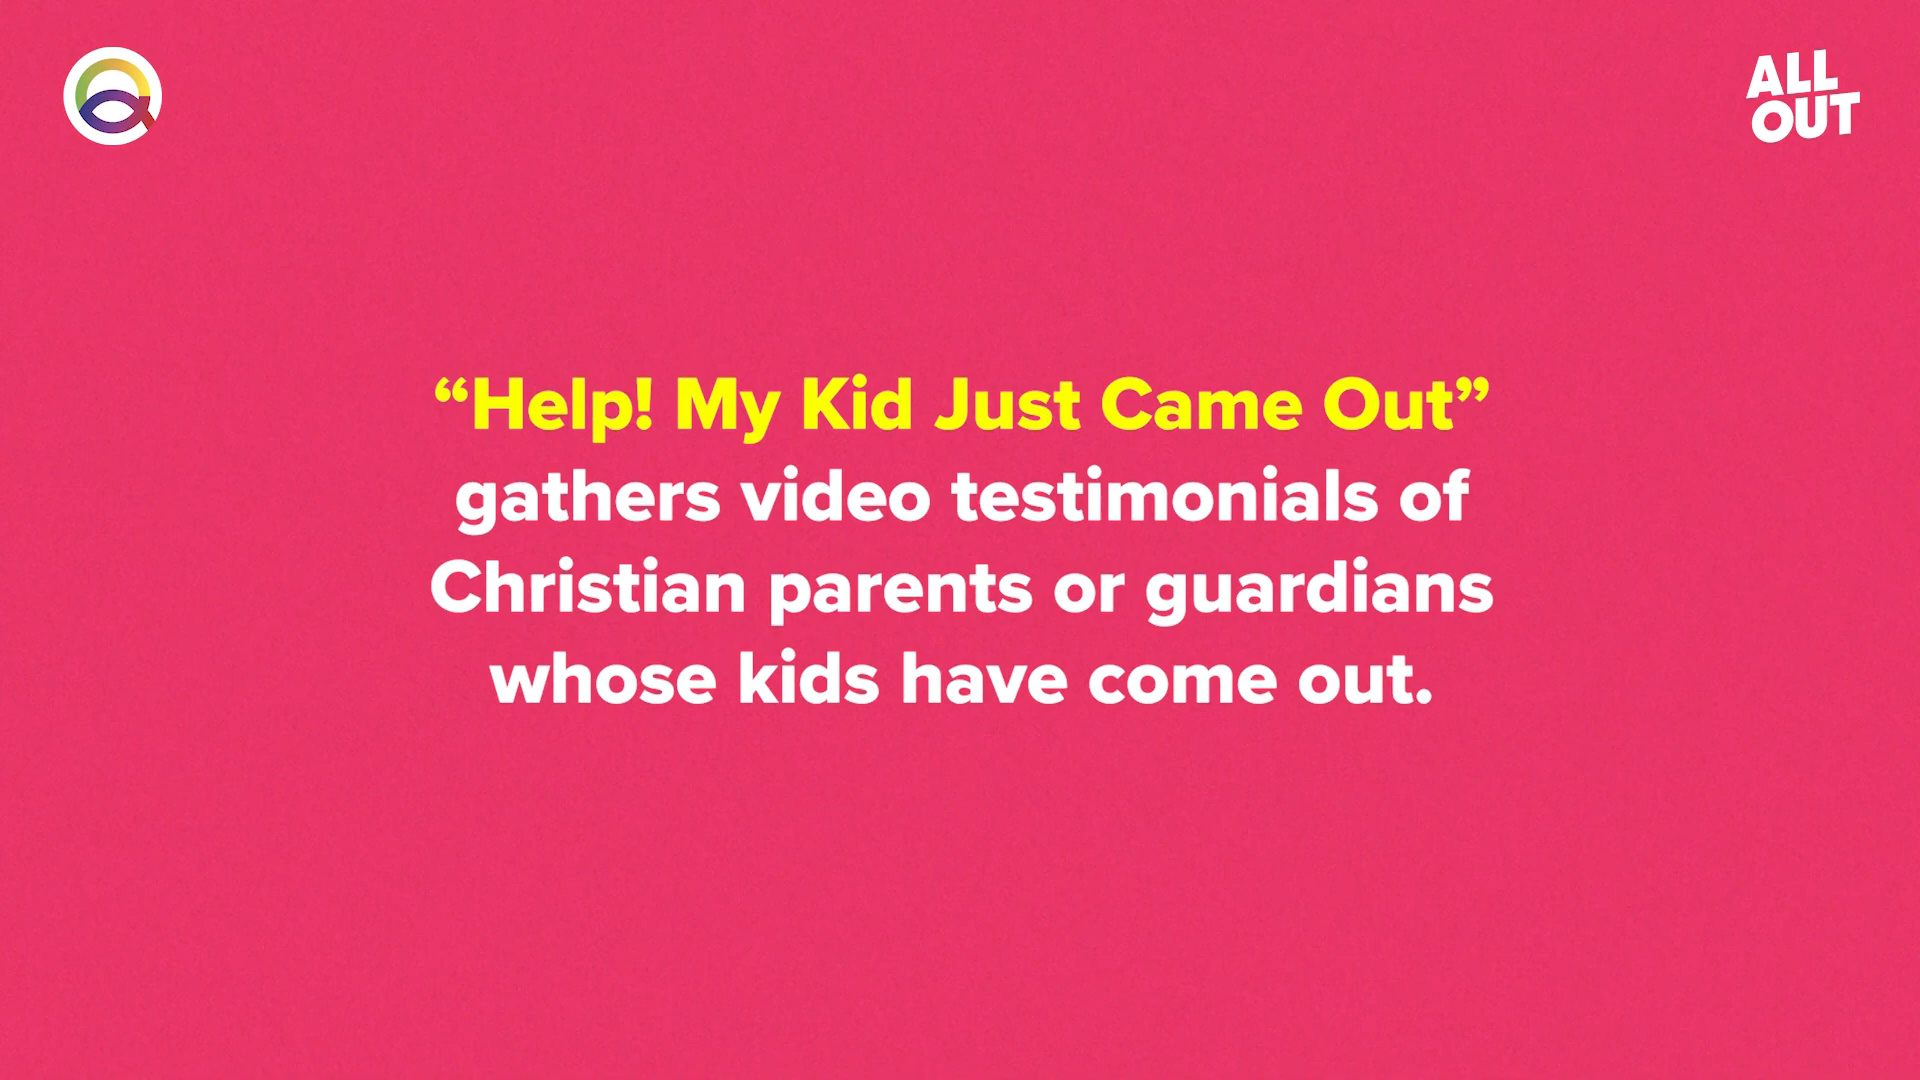 ALL
OUT
“Help! My Kid Just Came Out”
gathers video testimonials of
Christian parents or guardians
whose kids have come out.